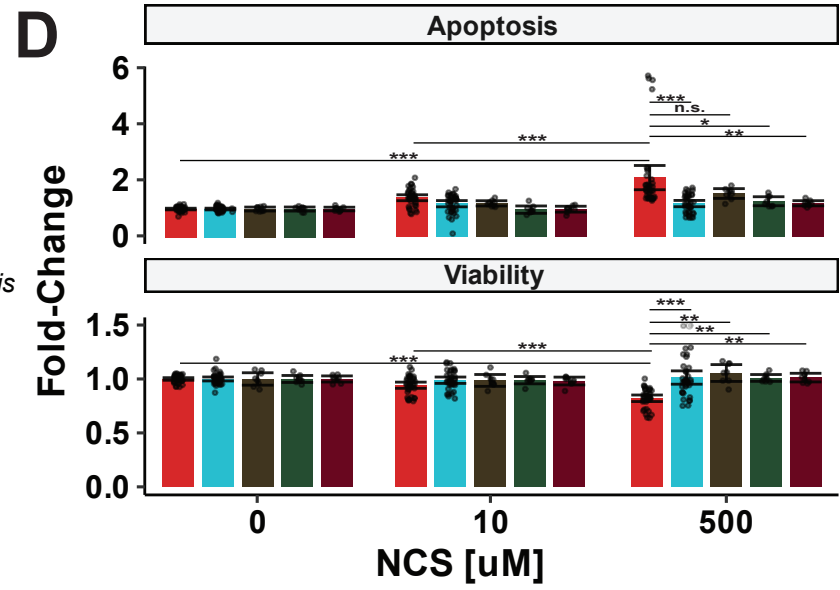 D
Apoptosis
6
4
2
0
***
***
***
n.s.
*
**
is
Fold-Change
Viability
1.5
1.0
0.5
0.0
***
***
***
**
**
**
0 10 500
NCS [uM]